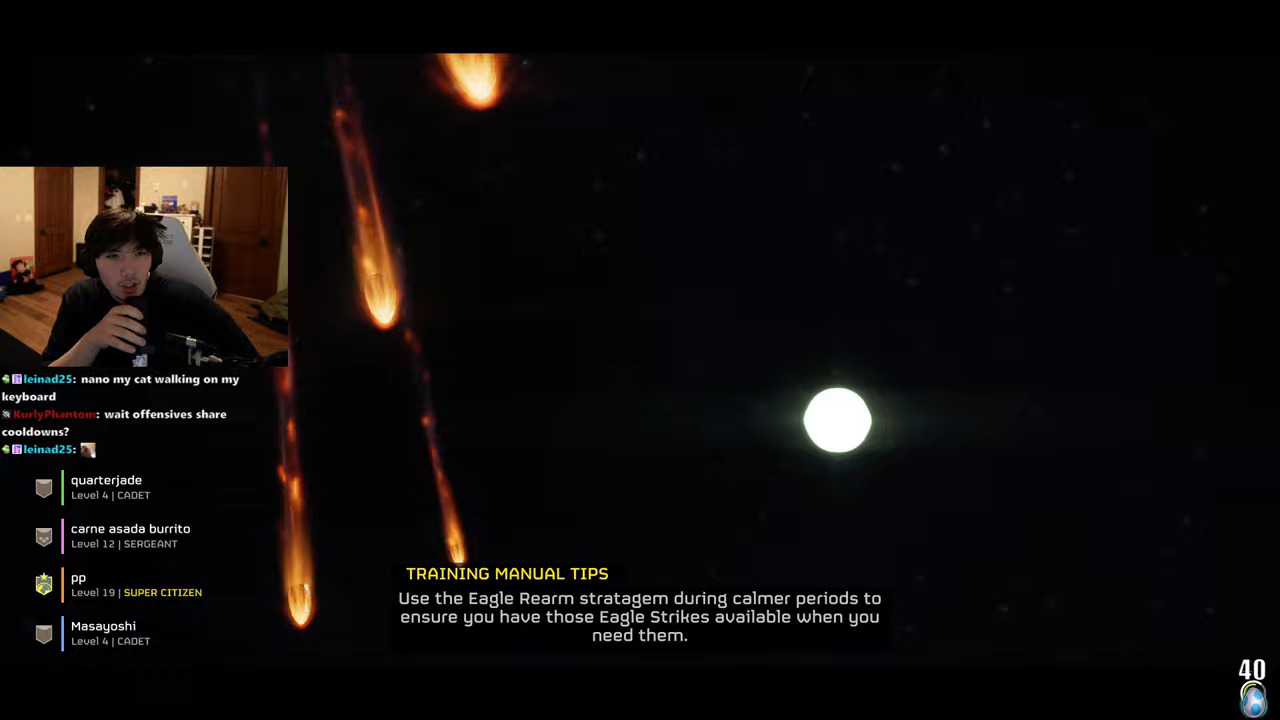 leinad25: nano my cat walking on my
keyboard
KurlyPhantom: wait offensives share
cooldowns?
leinad25:
quarterjade
Level 4 | CADET
carne asada burrito
Level 12 | SERGEANT
pp
Level 19 | SUPER CITIZEN
Masayoshi
Level 4 | CADET
TRAINING MANUAL TIPS
Use the Eagle Rearm stratagem during calmer periods to
ensure you have those Eagle Strikes available when you
need them.
40